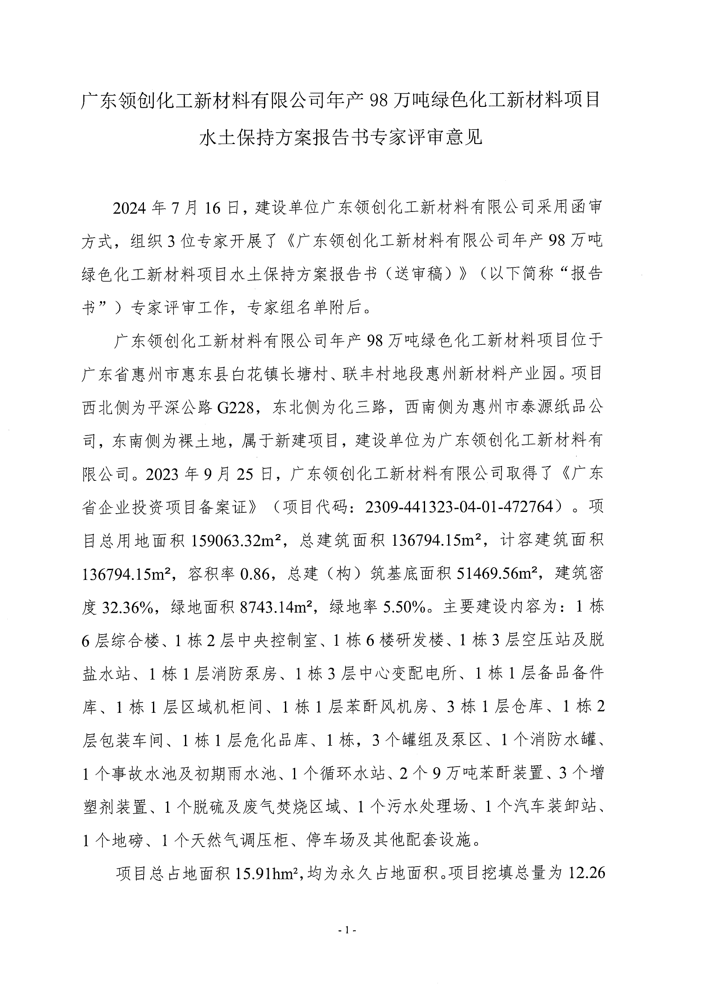 广东领创化工新材料有限公司年产 98 万吨绿色化工新材料项目
水土保持方案报告书专家评审意见
2024 年 7 月 16 日，建设单位广东领创化工新材料有限公司采用函审
方式，组织 3 位专家开展了《广东领创化工新材料有限公司年产 98 万吨
绿色化工新材料项目水土保持方案报告书（送审稿）》（以下简称“报告
书”）专家评审工作，专家组名单附后。
广东领创化工新材料有限公司年产 98 万吨绿色化工新材料项目位于
广东省惠州市惠东县白花镇长塘村、联丰村地段惠州新材料产业园。项目
西北侧为平深公路 G228，东北侧为化三路，西南侧为惠州市泰源纸品公
司，东南侧为裸土地，属于新建项目，建设单位为广东领创化工新材料有
限公司。2023 年 9 月 25 日，广东领创化工新材料有限公司取得了《广东
省企业投资项目备案证》（项目代码：2309-441323-04-01-472764）。项
目总用地面积 159063.32m²，总建筑面积 136794.15m²，计容建筑面积
136794.15m²，容积率 0.86，总建（构）筑基底面积 51469.56m²，建筑密
度 32.36%，绿地面积 8743.14m²，绿地率 5.50%。主要建设内容为：1 栋
6 层综合楼、1 栋 2 层中央控制室、1 栋 6 楼研发楼、1 栋 3 层空压站及脱
盐水站、1 栋 1 层消防泵房、1 栋 3 层中心变配电所、1 栋 1 层备品备件
库、1 栋 1 层区域机柜间、1 栋 1 层苯酐风机房、3 栋 1 层仓库、1 栋 2
层包装车间、1 栋 1 层危化品库、1 栋，3 个罐组及泵区、1 个消防水罐、
1 个事故水池及初期雨水池、1 个循环水站、2 个 9 万吨苯酐装置、3 个增
塑剂装置、1 个脱硫及废气焚烧区域、1 个污水处理场、1 个汽车装卸站、
1 个地磅、1 个天然气调压柜、停车场及其他配套设施。
项目总占地面积 15.91hm²，均为永久占地面积。项目挖填总量为 12.26
- 1 -